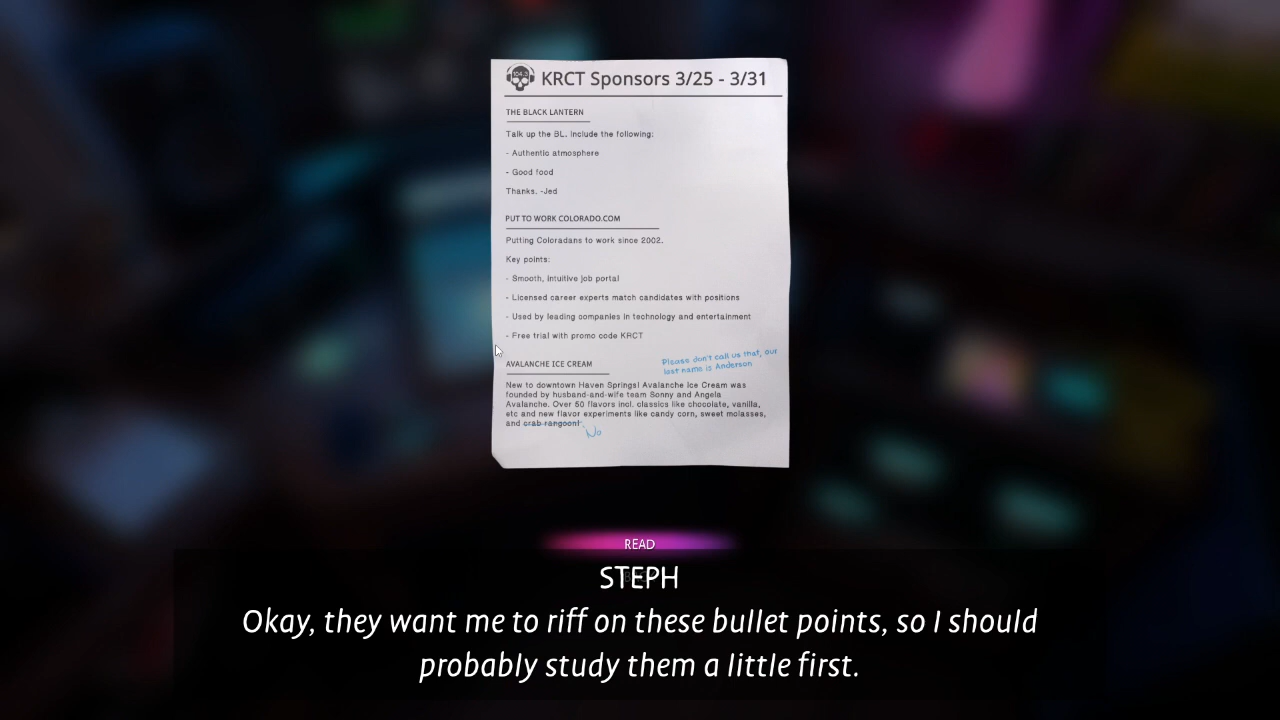 104.3
KRCT Sponsors 3/25 - 3/31
THE BLACK LANTERN
Talk up the BL. Include the following:
- Authentic atmosphere
- Good food
Thanks. -Jed
PUT TO WORK COLORADO.COM
Putting Coloradans to work since 2002.
Key points:
- Smooth, intuitive job portal
- Licensed career experts match candidates with positions
- Used by leading companies in technology and entertainment
- Free trial with promo code KRCT
Please don't call us that, our
last name is Anderson
AVALANCHE ICE CREAM
New to downtown Haven Springs! Avalanche Ice Cream was
founded by husband-and-wife team Sonny and Angela
Avalanche. Over 50 flavors incl. classics like chocolate, vanilla,
etc and new flavor experiments like candy corn, sweet molasses,
and crab rangoon!
No
READ
STEPH
Okay, they want me to riff on these bullet points, so I should
probably study them a little first.